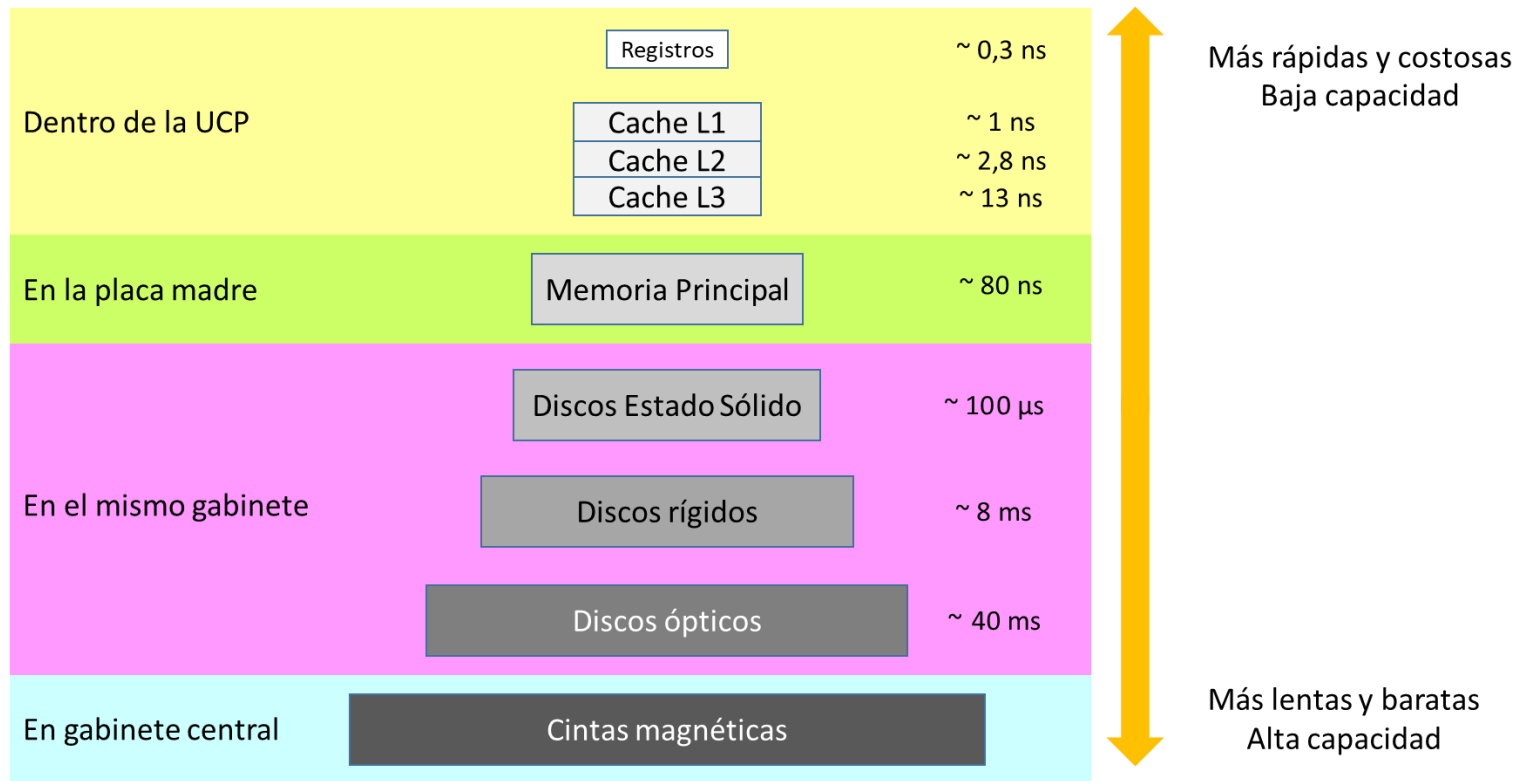 Registros
~ 0,3 ns
Más rápidas y costosas
Baja capacidad
Dentro de la UCP
Cache L1
~ 1 ns
Cache L2
~ 2,8 ns
Cache L3
~ 13 ns
En la placa madre
Memoria Principal
~ 80 ns
Discos Estado Sólido
~ 100 µs
En el mismo gabinete
Discos rígidos
~ 8 ms
Discos ópticos
~ 40 ms
En gabinete central
Cintas magnéticas
Más lentas y baratas
Alta capacidad